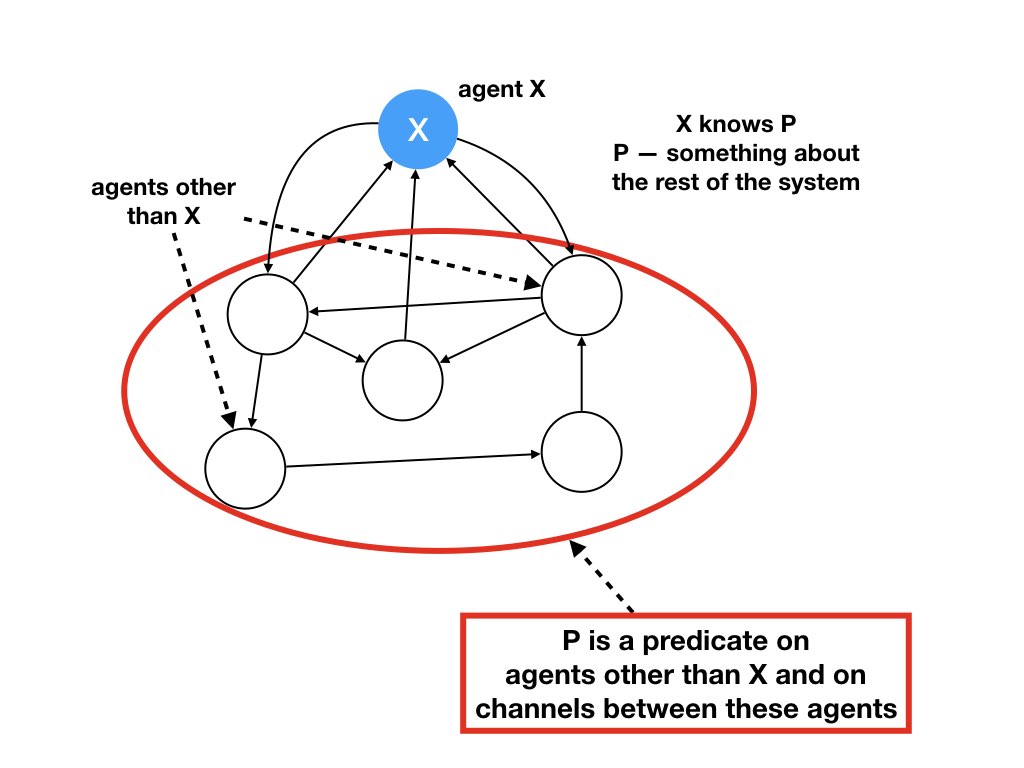 agent X
X
X knows P
P — something about
the rest of the system
agents other
than X
P is a predicate on
agents other than X and on
channels between these agents